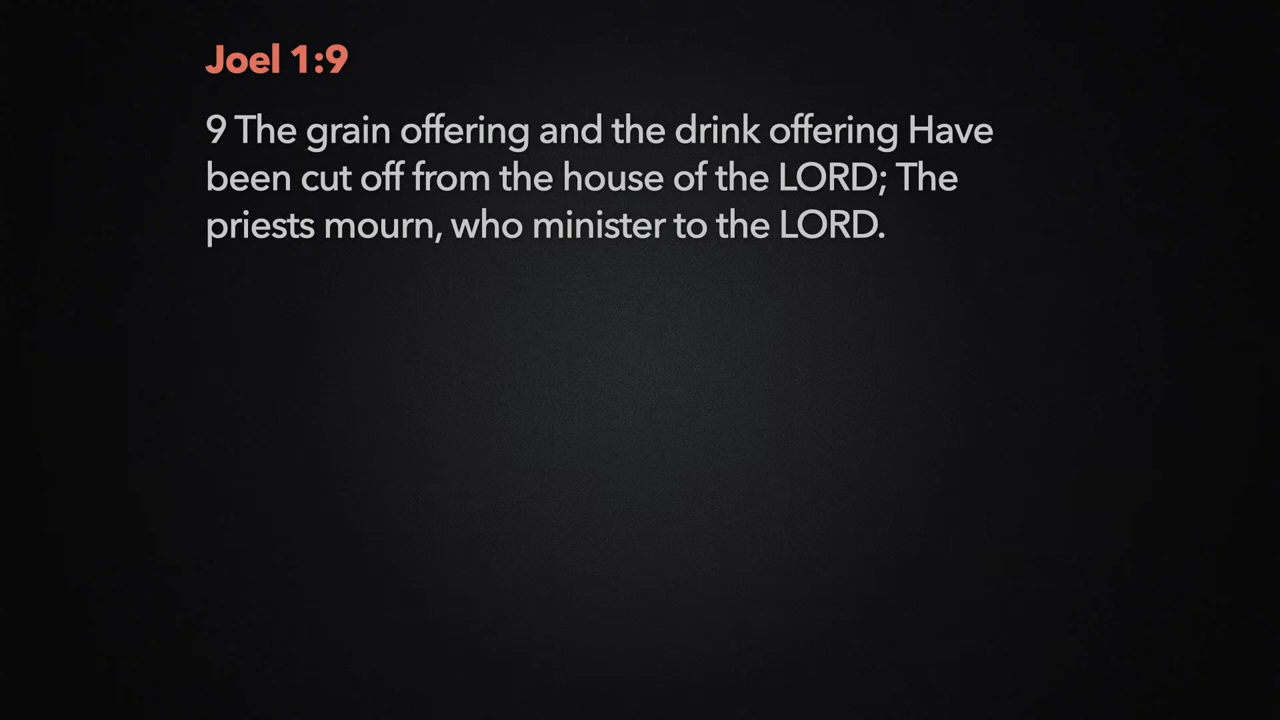 Joel 1:9
9 The grain offering and the drink offering Have
been cut off from the house of the LORD; The
priests mourn, who minister to the LORD.